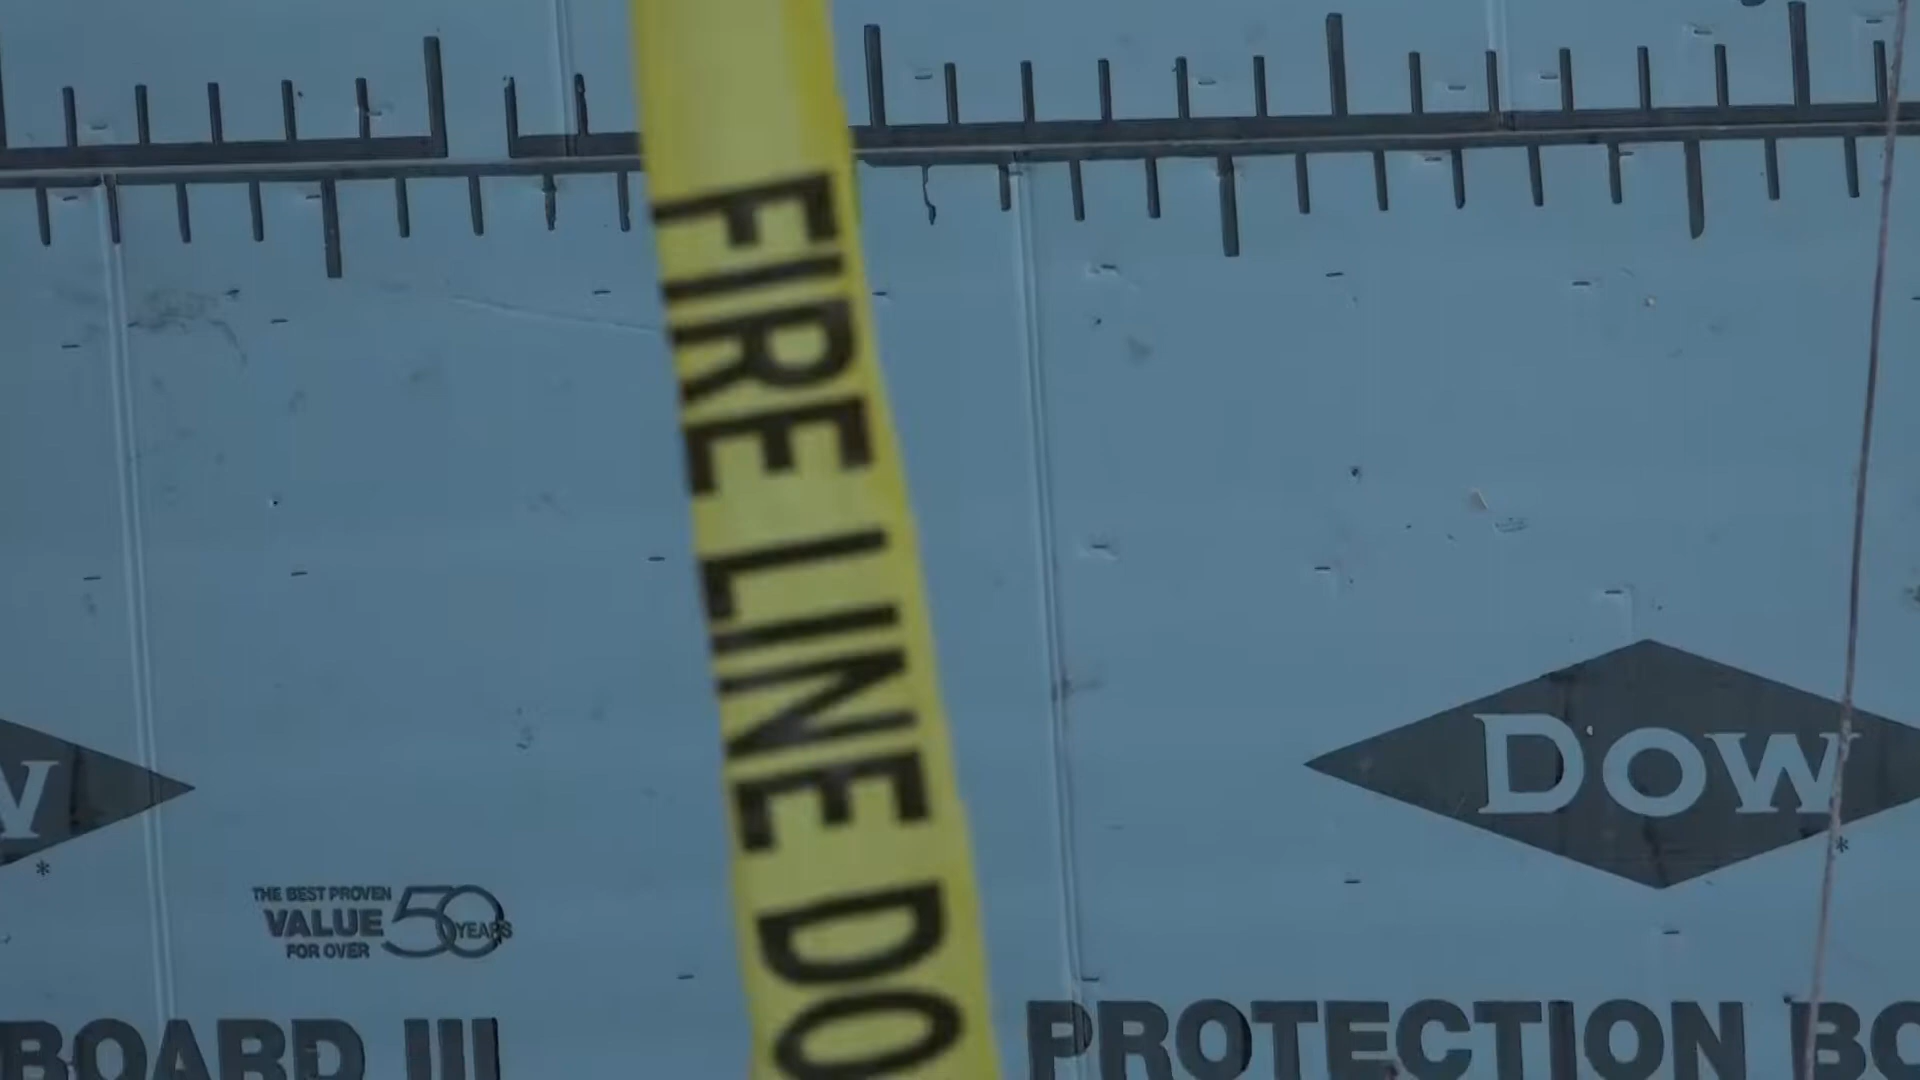 FIRE LINE DO
W
*
DOW
*
THE BEST PROVEN
VALUE
FOR OVER
50
YEARS
BOARD III
PROTECTION BO